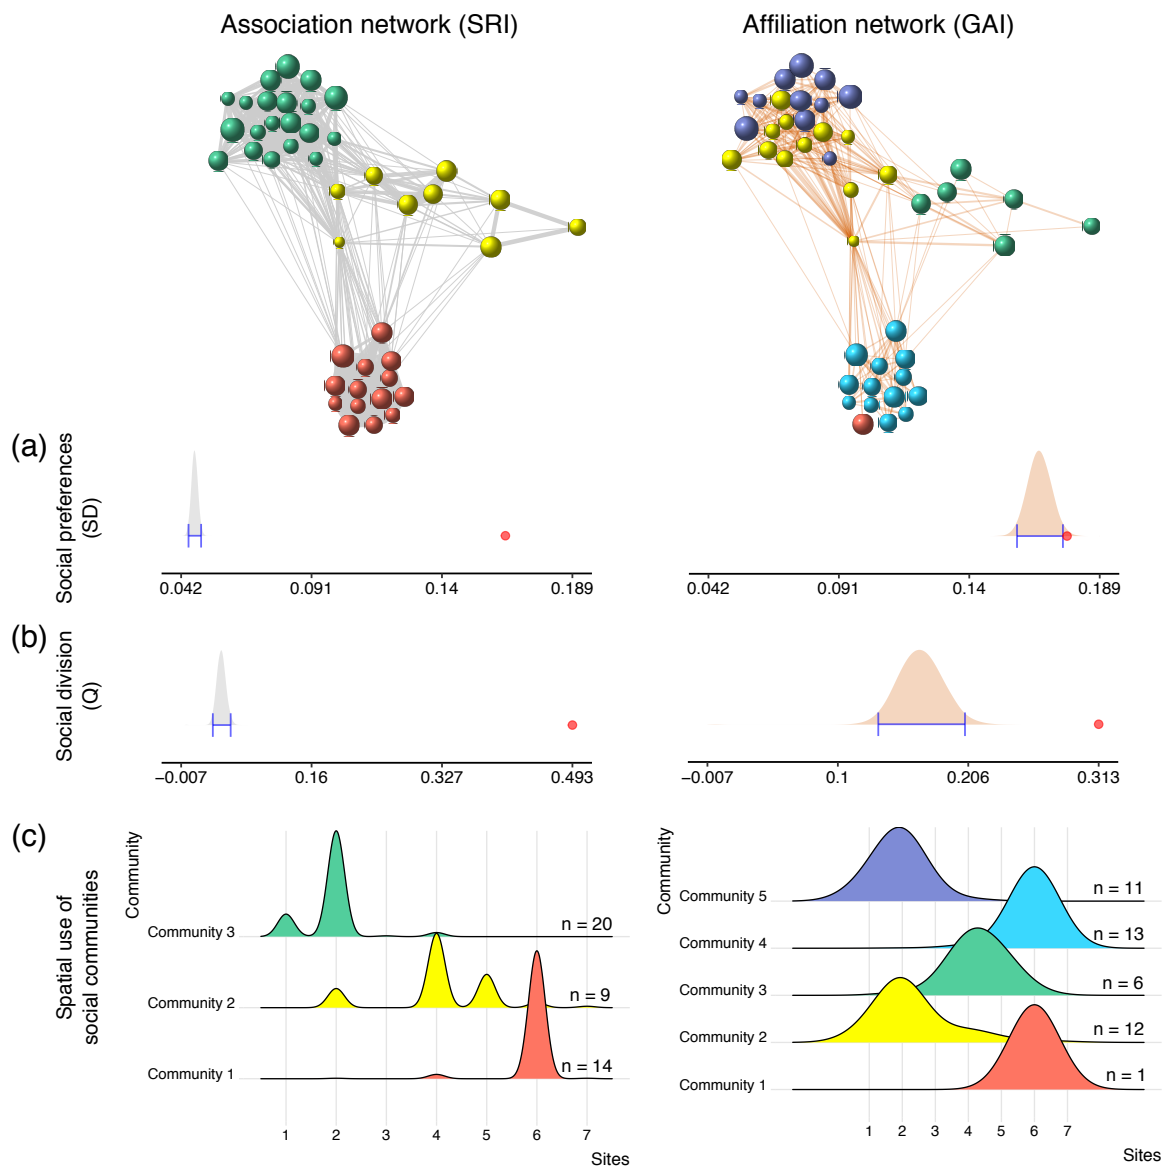 Association network (SRI)
Affiliation network (GAI)
(a)
Social preferences
(SD)
0.042 0.091 0.14 0.189
0.042 0.091 0.14 0.189
(b)
Social division
(Q)
−0.007 0.16 0.327 0.493
−0.007 0.1 0.206 0.313
(c)
Spatial use of
social communities
Community
Community 3
n = 20
Community 2
n = 9
Community 1
n = 14
1 2 3 4 5 6 7
Sites
Community
Community 5
n = 11
Community 4
n = 13
Community 3
n = 6
Community 2
n = 12
Community 1
n = 1
1 2 3 4 5 6 7
Sites